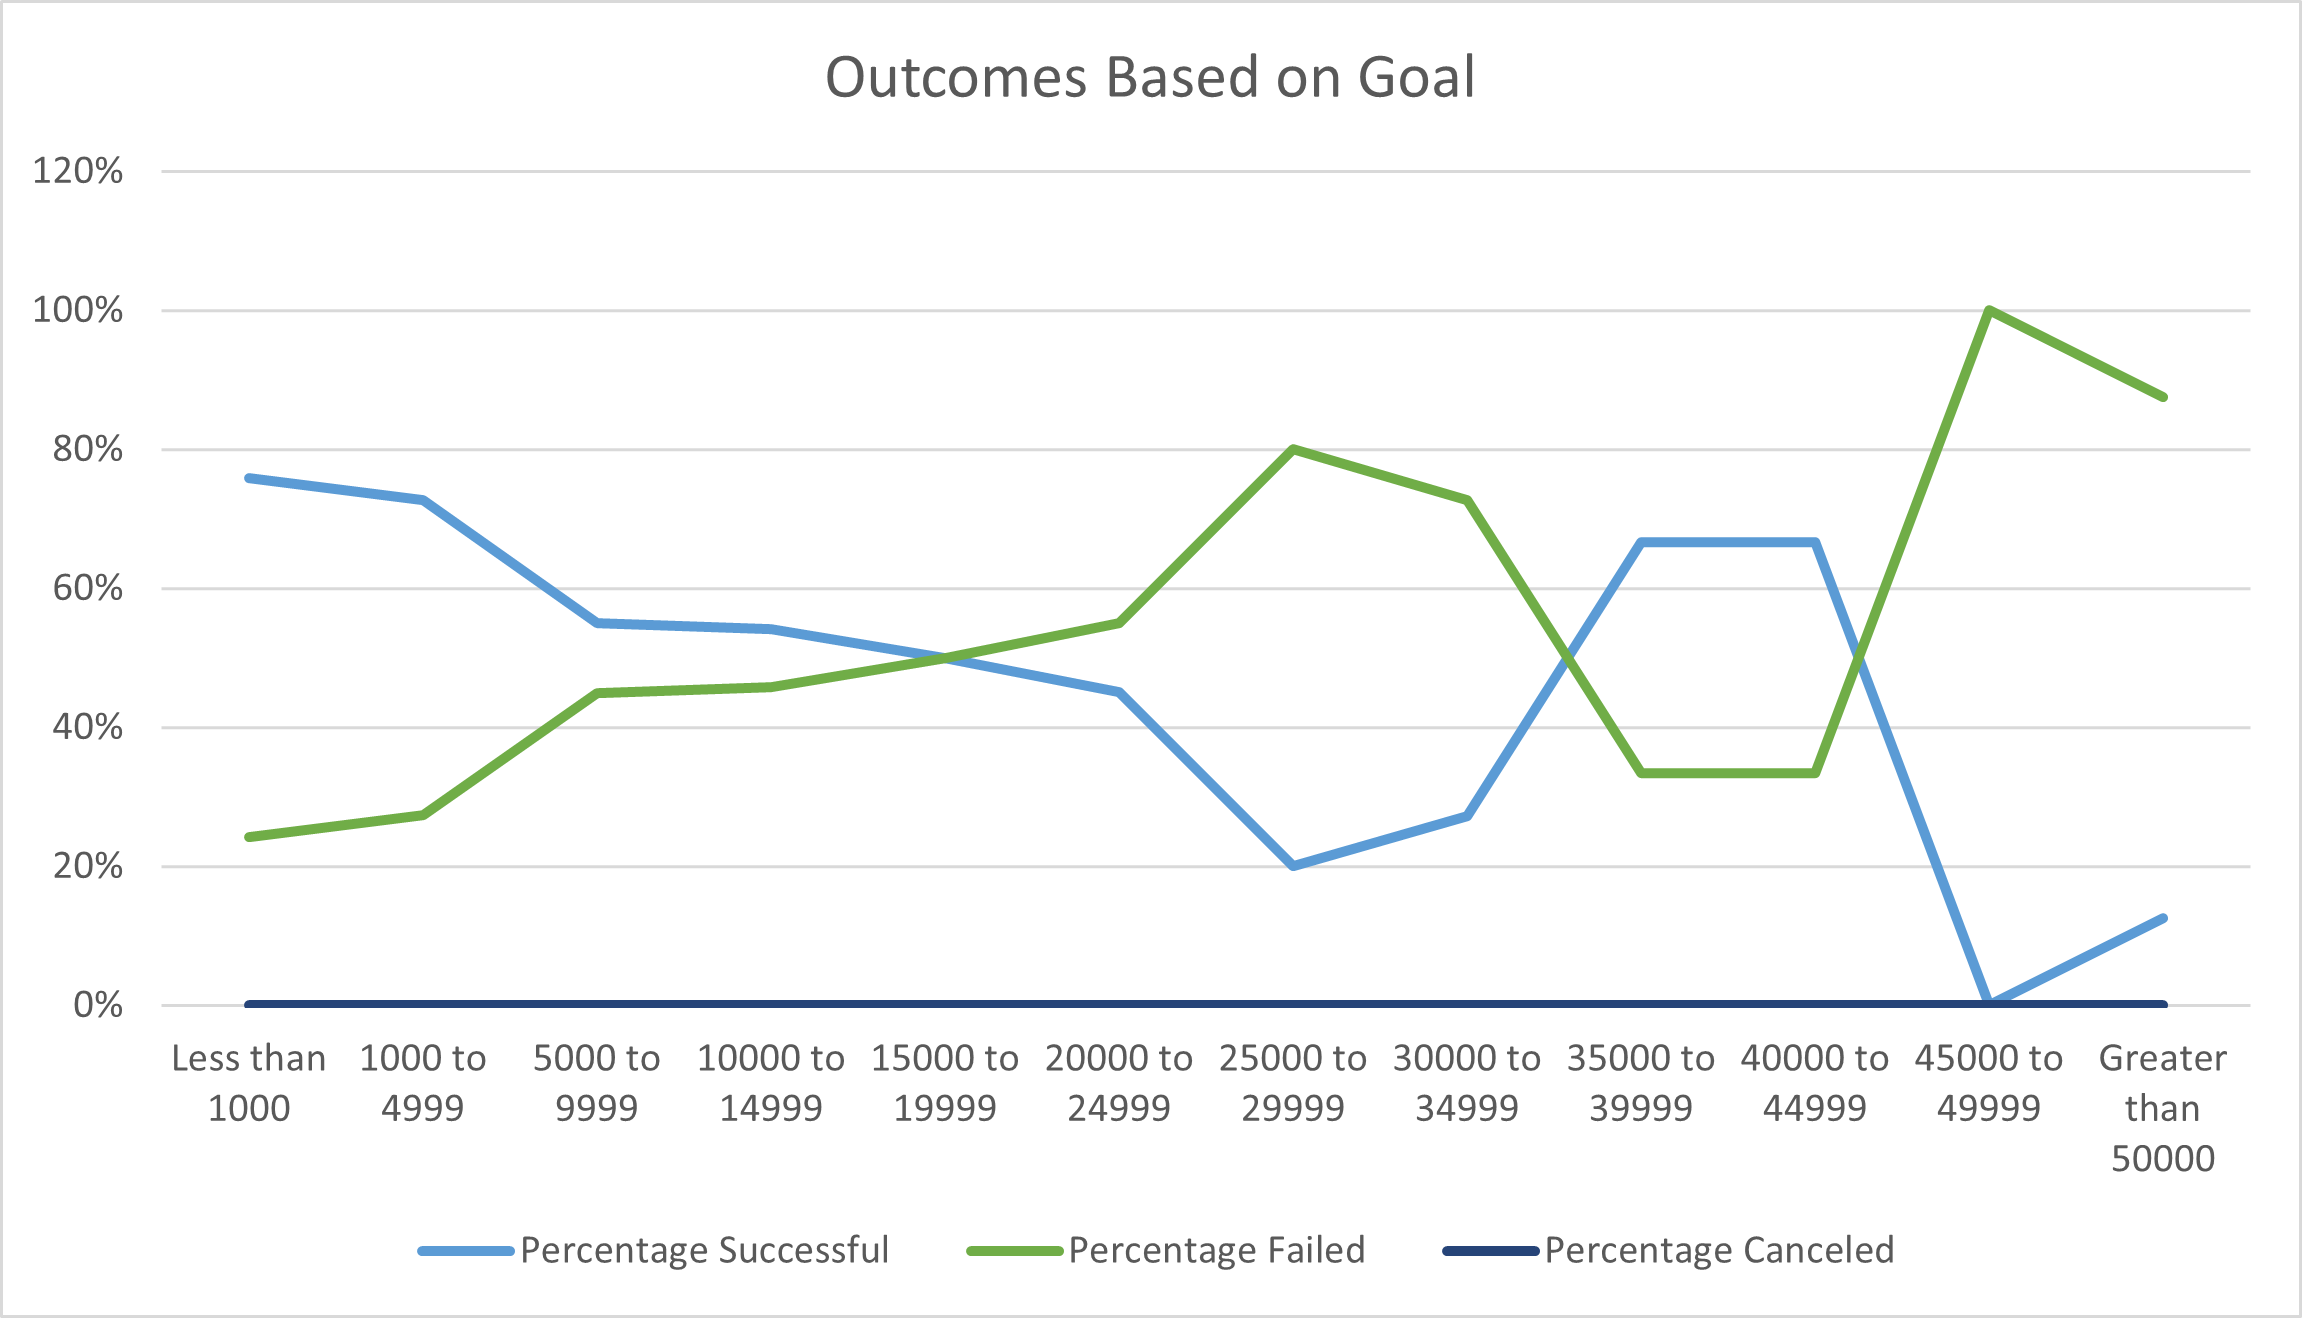 Outcomes Based on Goal
120%
100%
80%
60%
40%
20%
0%
Less than 1000
1000 to 4999
5000 to 9999
10000 to 14999
15000 to 19999
20000 to 24999
25000 to 29999
30000 to 34999
35000 to 39999
40000 to 44999
45000 to 49999
Greater than 50000
Percentage Successful
Percentage Failed
Percentage Canceled